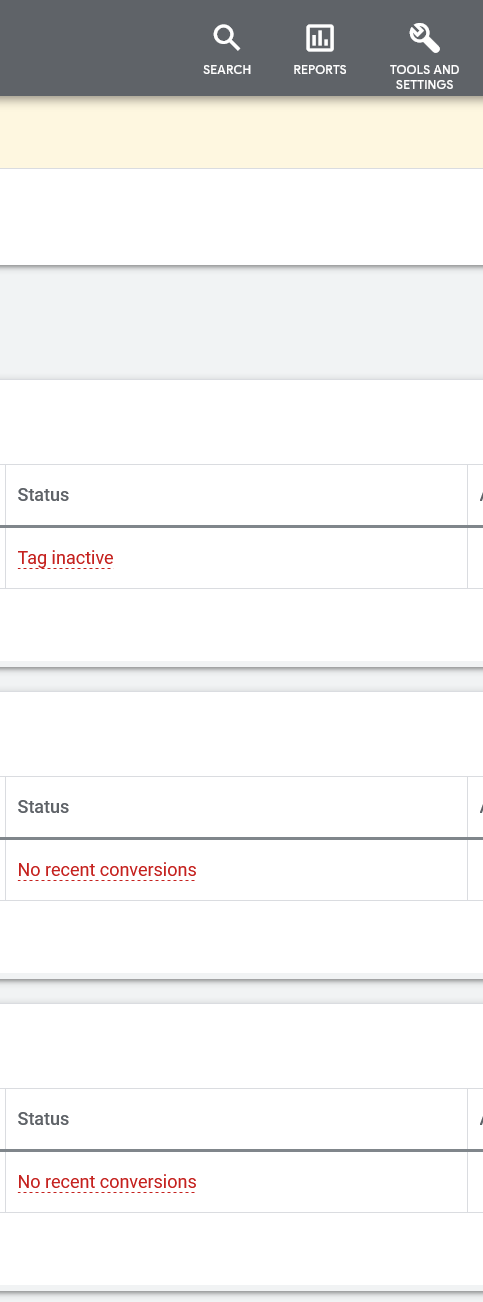 SEARCH
REPORTS
TOOLS AND
SETTINGS
Status
Tag inactive
Status
No recent conversions
Status
No recent conversions